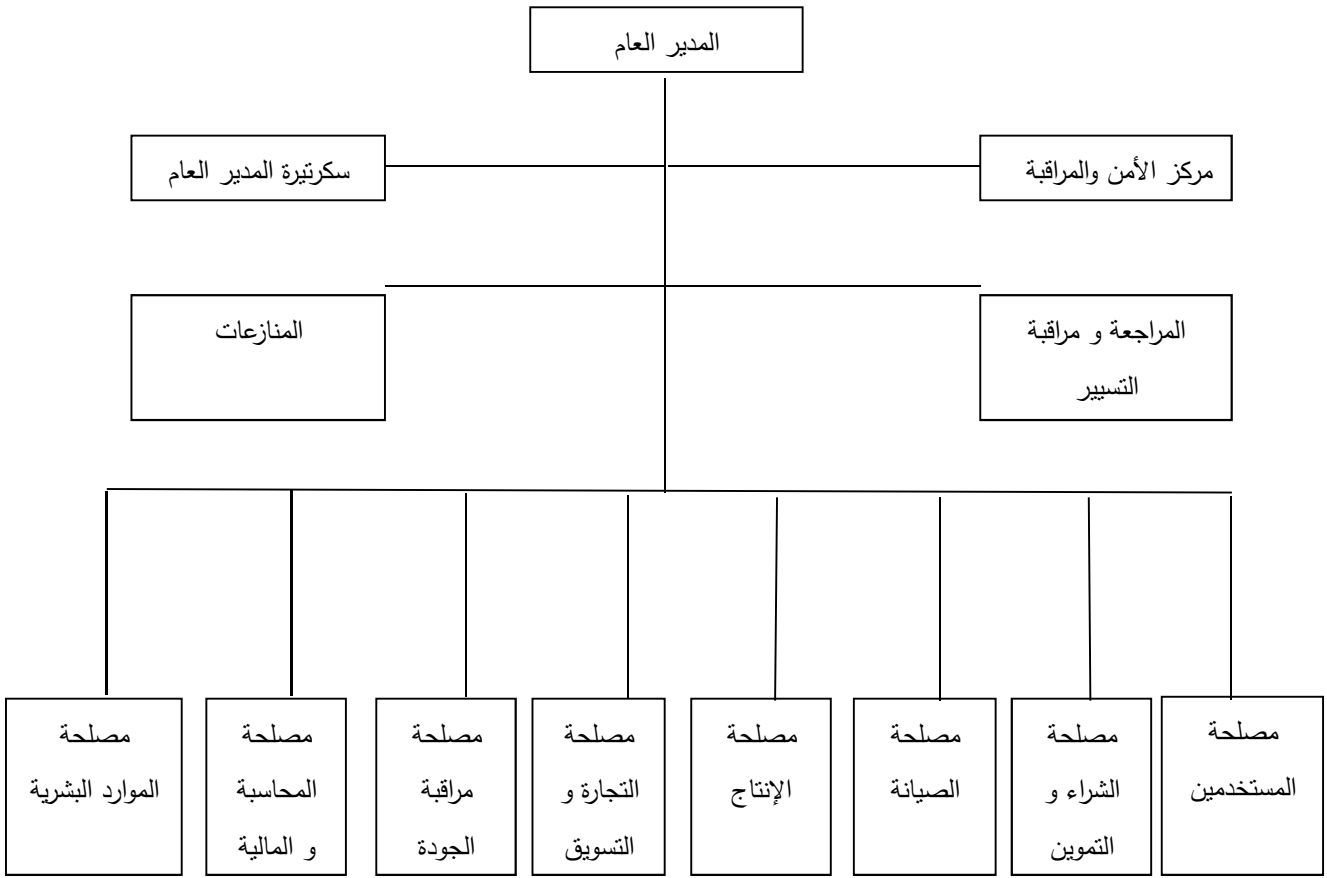 المدير العام
مركز الأمن والمراقبة
سكرتيرة المدير العام
المراجعة و مراقبة
التسيير
المنازعات
مصلحة
المستخدمين
مصلحة
الشراء و
التموين
مصلحة
الصيانة
مصلحة
الإنتاج
مصلحة
التجارة و
التسويق
مصلحة
مراقبة
الجودة
مصلحة
المحاسبة
و المالية
مصلحة
الموارد البشرية